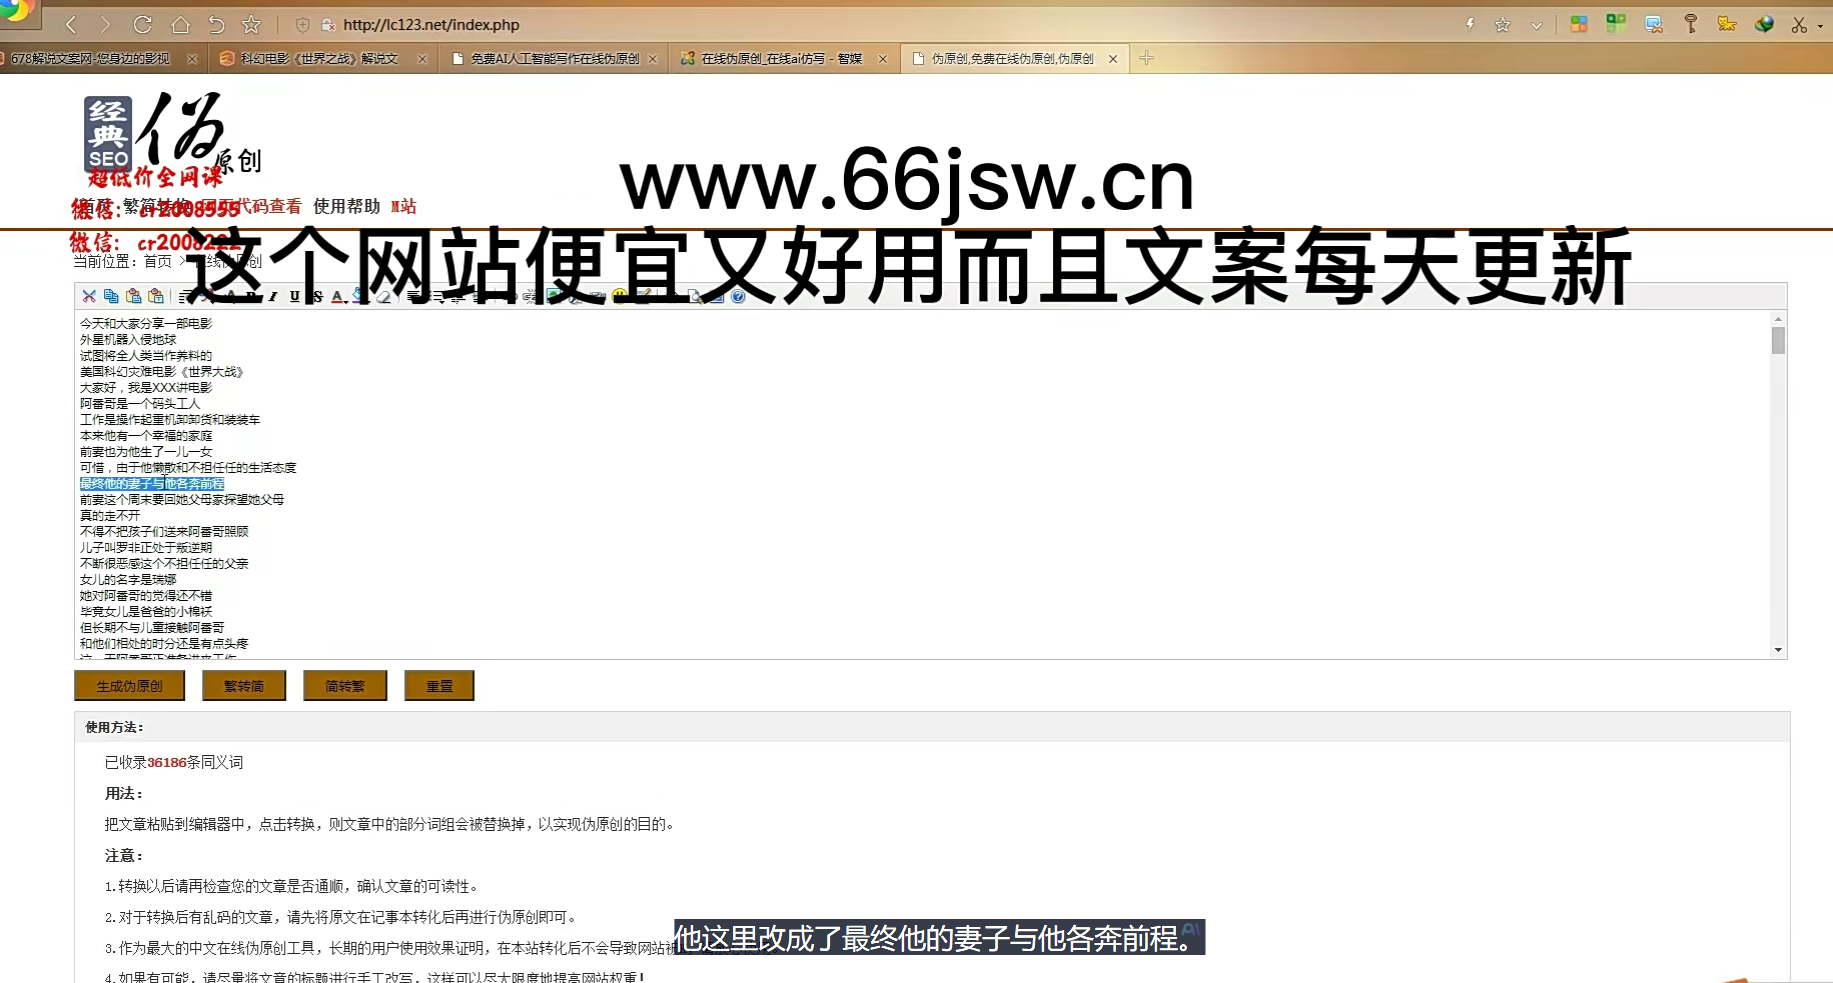 http://lc123.net/index.php
678解说文案网-您身边的影视
科幻电影《世界之战》解说文
免费AI人工智能写作在线伪原创
在线伪原创_在线ai仿写 - 智媒
伪原创,免费在线伪原创,伪原创
经典
SEO
伪原创
超低价全网课
www.66jsw.cn
繁简转换
代码查看 使用帮助 M站
微信: cr2008555
微信: cr2008222
这个网站便宜又好用而且文案每天更新
当前位置：首页 > 在线伪原创
今天和大家分享一部电影
外星机器入侵地球
试图将全人类当作养料的
美国科幻灾难电影《世界大战》
大家好，我是XXX讲电影
阿番哥是一个码头工人
工作是操作起重机卸卸货和装装车
本来他有一个幸福的家庭
前妻也为他生了一儿一女
可惜，由于他懒散和不担任任的生活态度
最终他的妻子与他各奔前程
前妻这个周末要回她父母家探望她父母
真的走不开
不得不把孩子们送来阿番哥照顾
儿子叫罗非正处于叛逆期
不断很恶感这个不担任任的父亲
女儿的名字是瑞娜
她对阿番哥的觉得还不错
毕竟女儿是爸爸的小棉袄
但长期不与儿童接触阿番哥
和他们相处的时分还是有点头疼
生成伪原创 繁转简 简转繁 重置
使用方法：
已收录36186条同义词
用法：
把文章粘贴到编辑器中，点击转换，则文章中的部分词组会被替换掉，以实现伪原创的目的。
注意：
1.转换以后请再检查您的文章是否通顺，确认文章的可读性。
2.对于转换后有乱码的文章，请先将原文在记事本转化后再进行伪原创即可。
3.作为最大的中文在线伪原创工具，长期的用户使用效果证明，在本站转化后不会导致网站被
他这里改成了最终他的妻子与他各奔前程。
AI
4.如果有可能，请尽量将文章的标题进行手工改写，这样可以尽大限度地提高网站权重！